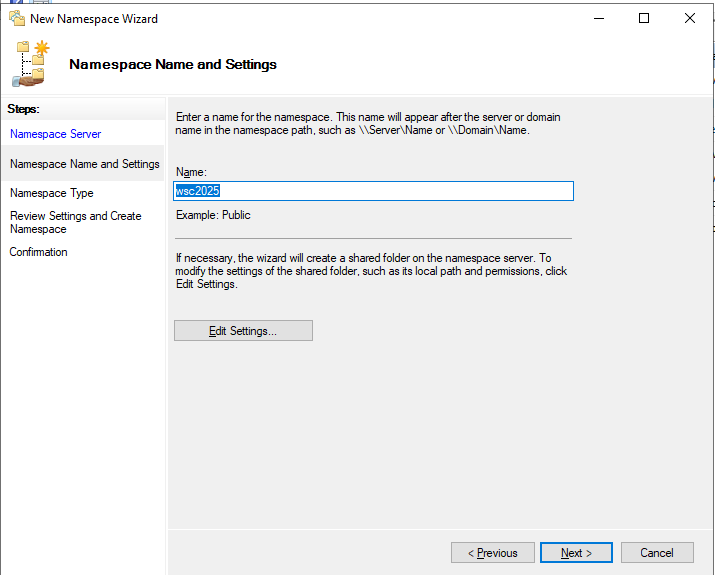 New Namespace Wizard
Namespace Name and Settings
Steps:
Namespace Server
Namespace Name and Settings
Namespace Type
Review Settings and Create
Namespace
Confirmation
Enter a name for the namespace. This name will appear after the server or domain
name in the namespace path, such as \\Server\Name or \\Domain\Name.
Name:
wsc2025
Example: Public
If necessary, the wizard will create a shared folder on the namespace server. To
modify the settings of the shared folder, such as its local path and permissions, click
Edit Settings.
Edit Settings...
< Previous
Next >
Cancel